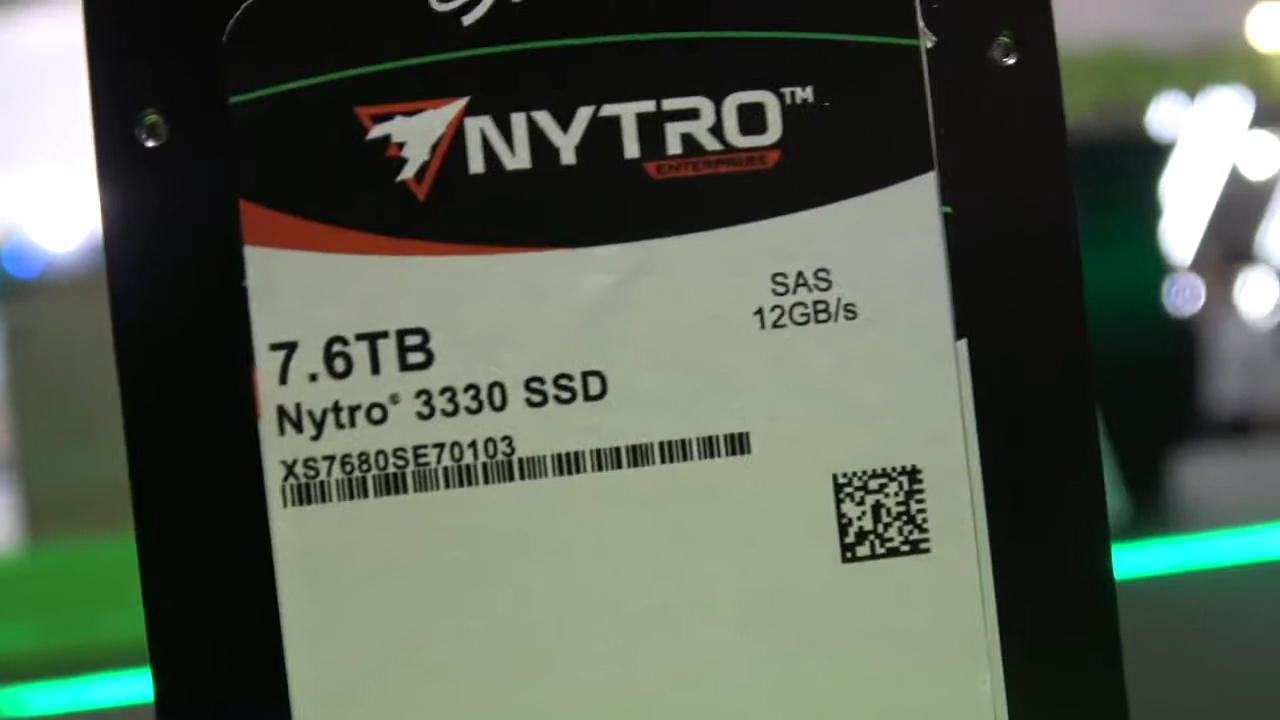 NYTRO™
ENTERPRISE
SAS
12GB/s
7.6TB
Nytro® 3330 SSD
XS7680SE70103